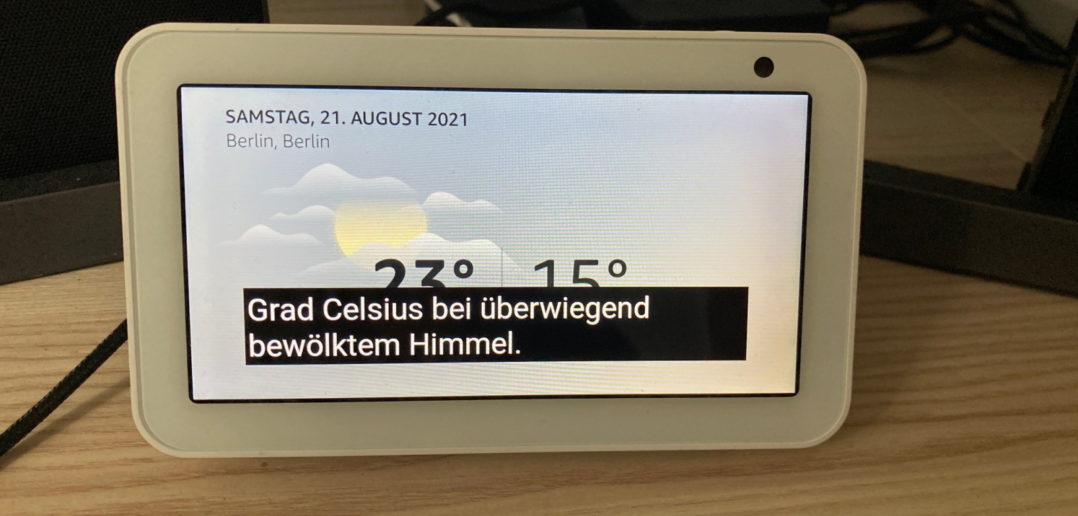 SAMSTAG, 21. AUGUST 2021
Berlin, Berlin
23° 15°
Grad Celsius bei überwiegend
bewölktem Himmel.